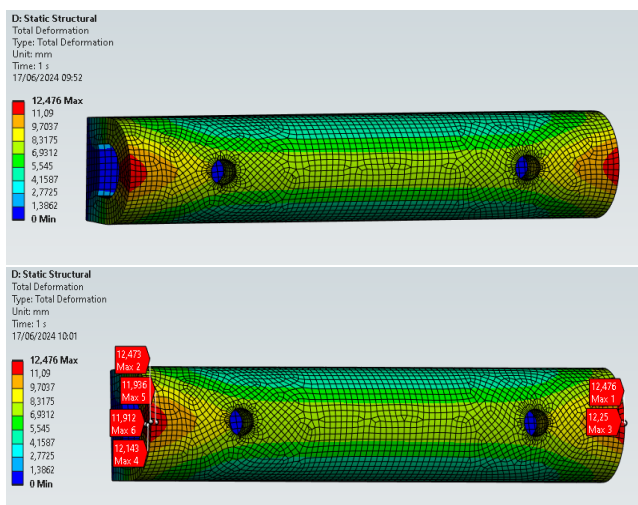 D: Static Structural
Total Deformation
Type: Total Deformation
Unit: mm
Time: 1 s
17/06/2024 09:52
12,476 Max
11,09
9,7037
8,3175
6,9312
5,545
4,1587
2,7725
1,3862
0 Min
D: Static Structural
Total Deformation
Type: Total Deformation
Unit: mm
Time: 1 s
17/06/2024 10:01
12,476 Max
11,09
9,7037
8,3175
6,9312
5,545
4,1587
2,7725
1,3862
0 Min
12,473
Max 2
11,936
Max 5
11,912
Max 6
12,143
Max 4
12,476
Max 1
12,25
Max 3